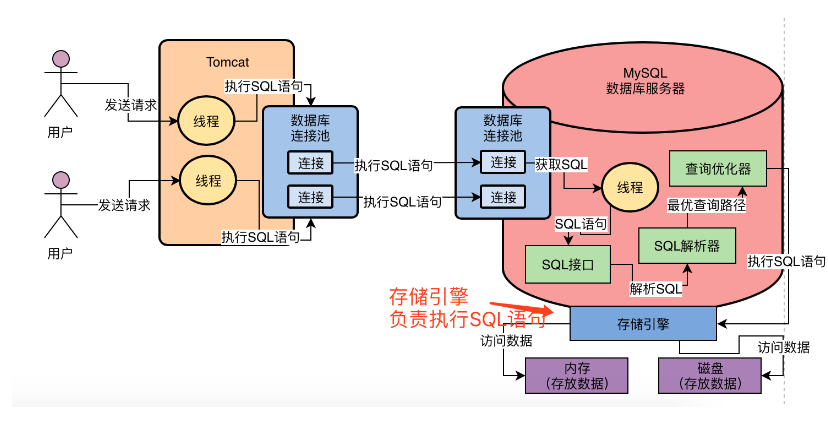 Tomcat
MySQL
数据库服务器
执行SQL语句
发送请求
线程
数据库
连接池
数据库
连接池
用户
连接
执行SQL语句
连接
获取SQL
查询优化器
线程
线程
连接
执行SQL语句
连接
最优查询路径
发送请求
SQL语句
执行SQL语句
SQL解析器
用户
SQL接口
执行SQL语句
解析SQL
存储引擎
负责执行SQL语句
存储引擎
访问数据
访问数据
内存
(存放数据)
磁盘
(存放数据)